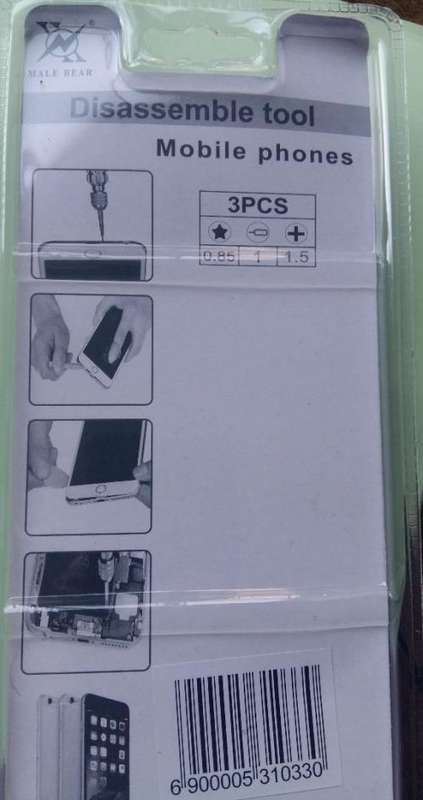 MALE BEAR
Disassemble tool
Mobile phones
3PCS
0.85 1 1.5
6 900005 310330